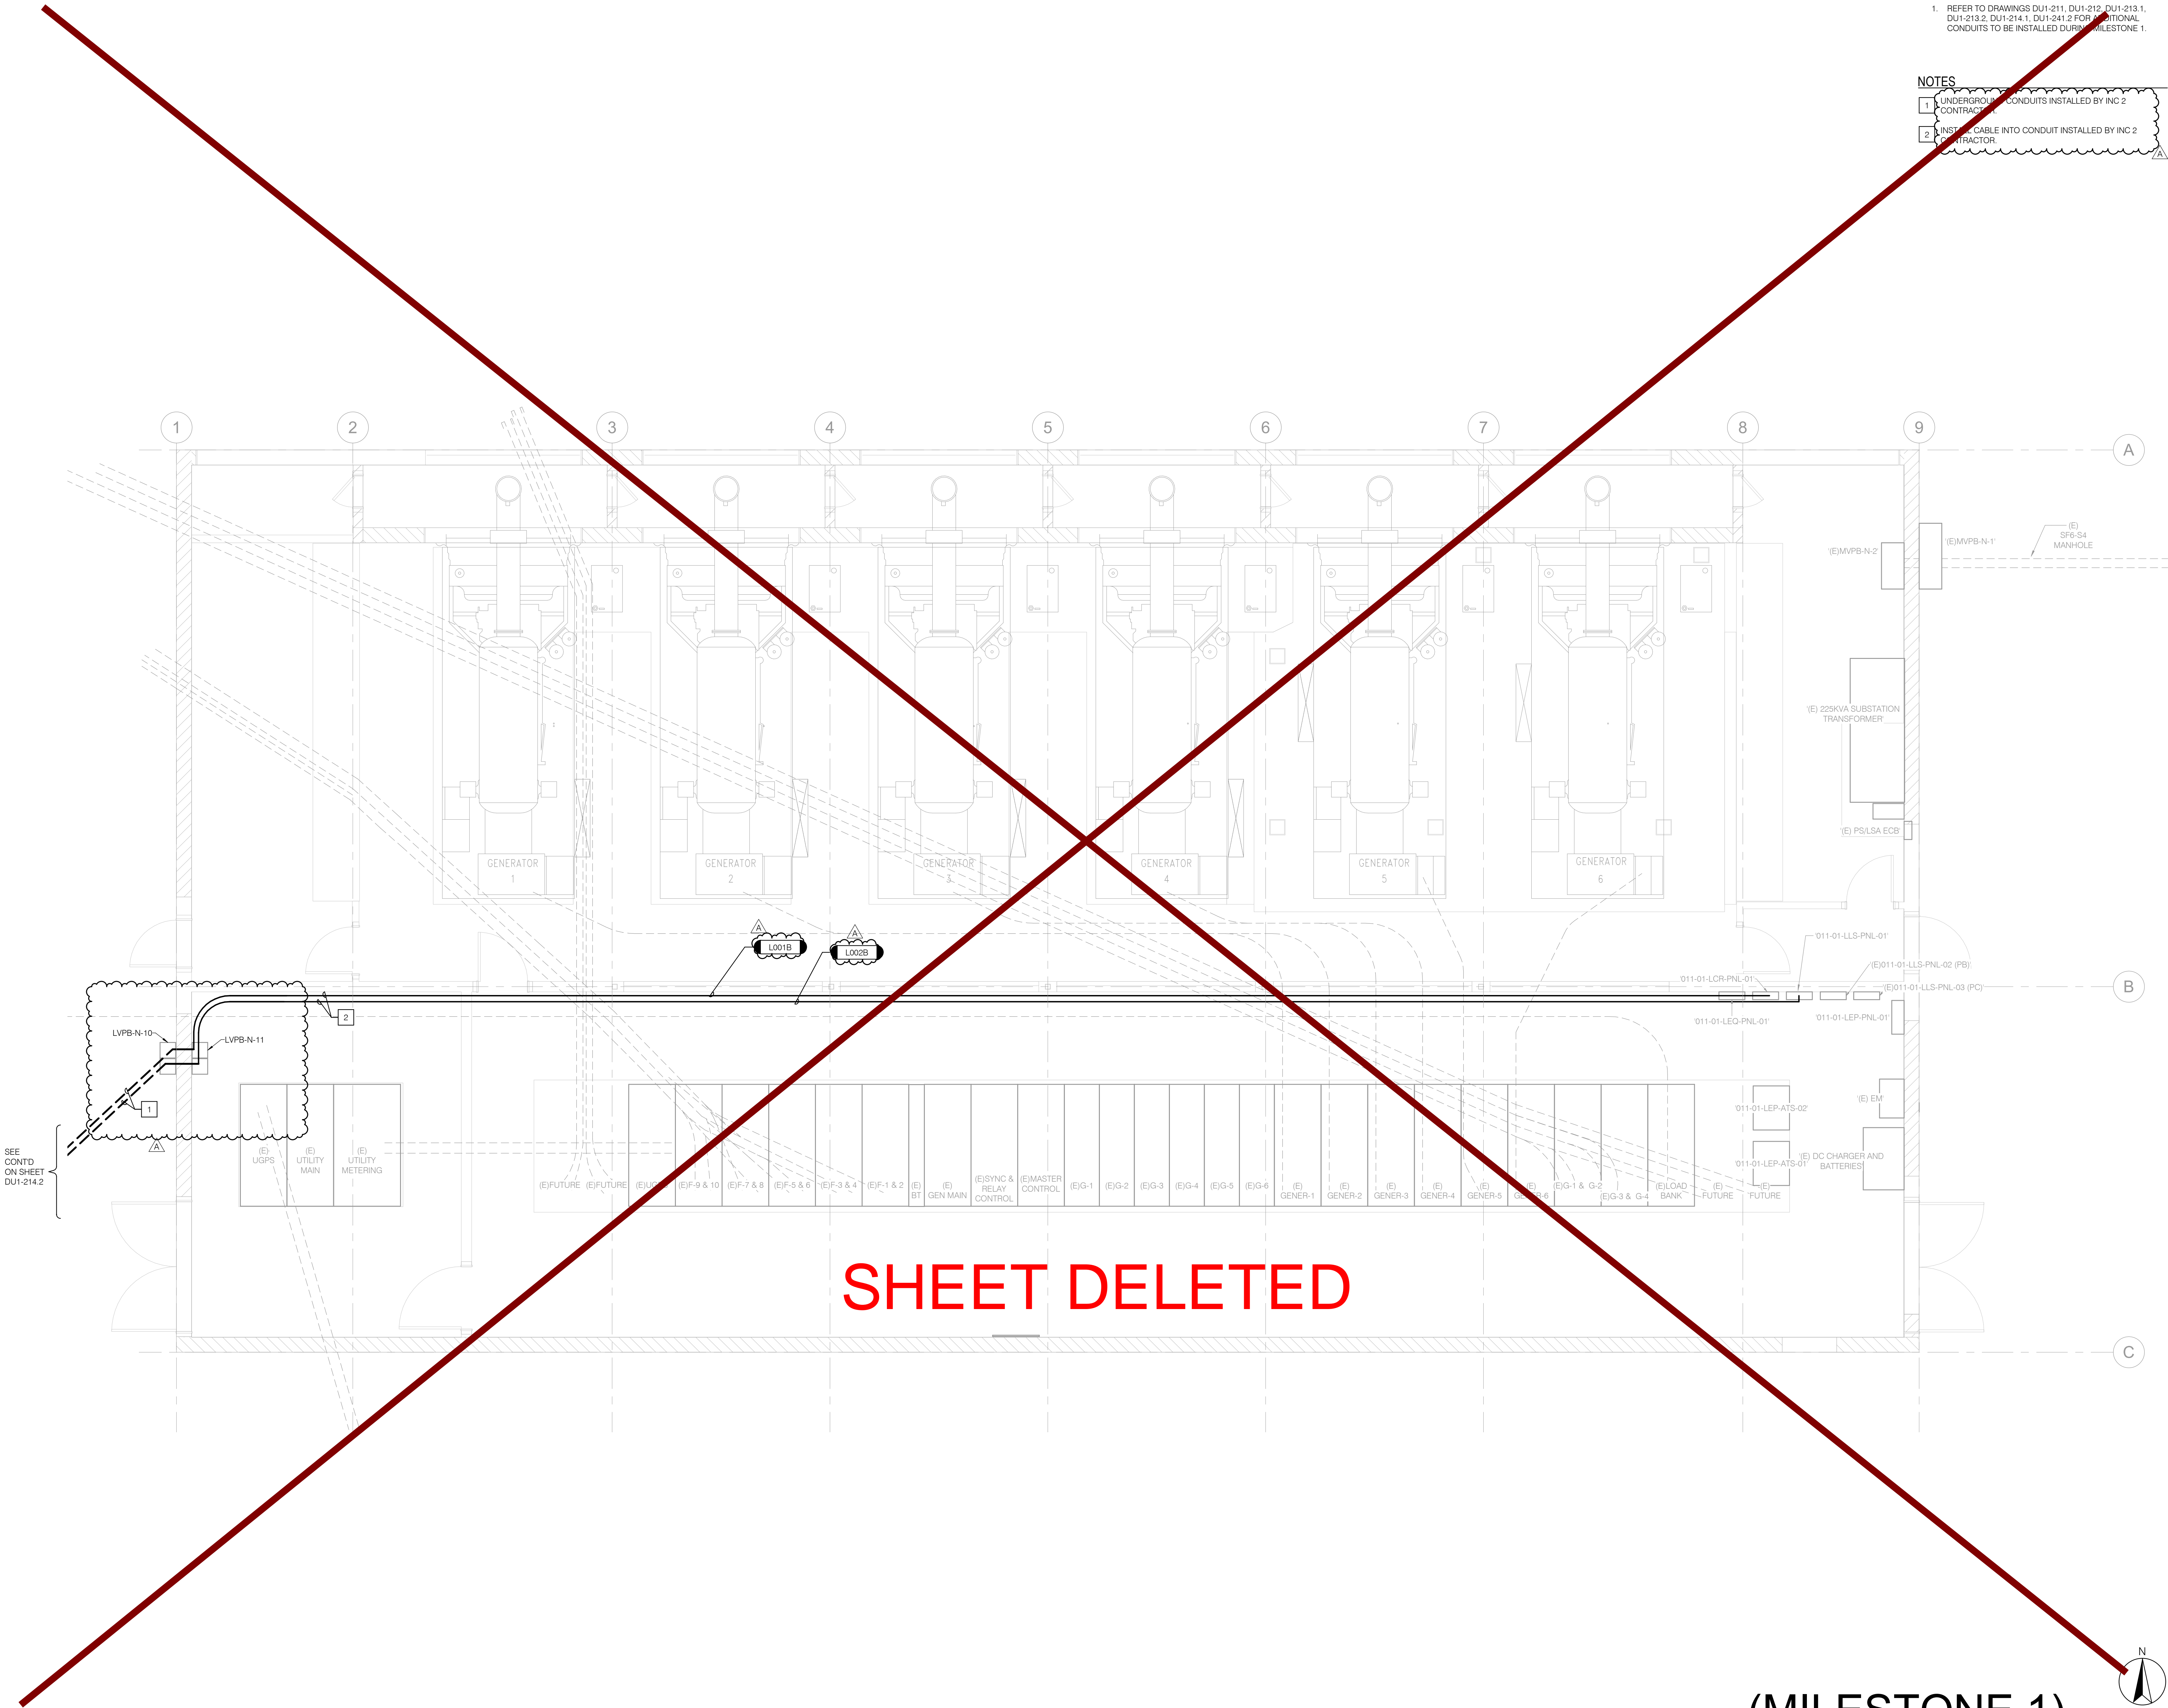 1. REFER TO DRAWINGS DU1-211, DU1-212, DU1-213.1,
DU1-213.2, DU1-214.1, DU1-241.2 FOR ADDITIONAL
CONDUITS TO BE INSTALLED DURING MILESTONE 1.
NOTES
1 UNDERGROUND CONDUITS INSTALLED BY INC 2
CONTRACTOR.
2 INSTALL CABLE INTO CONDUIT INSTALLED BY INC 2
CONTRACTOR.
A
1
2
3
4
5
6
7
8
9
A
(E)
SF6-S4
MANHOLE
'(E)MVPB-N-2'
'(E)MVPB-N-1'
'(E) 225KVA SUBSTATION
TRANSFORMER'
'(E) PS/LSA ECB'
GENERATOR
1
GENERATOR
2
GENERATOR
3
GENERATOR
4
GENERATOR
5
GENERATOR
6
A
L001B
A
L002B
'011-01-LLS-PNL-01'
'(E)011-01-LLS-PNL-02 (PB)'
'011-01-LCR-PNL-01
'(E)011-01-LLS-PNL-03 (PC)'
B
'011-01-LEQ-PNL-01'
'011-01-LEP-PNL-01'
2
LVPB-N-10
LVPB-N-11
1
A
SEE
CONT'D
ON SHEET
DU1-214.2
(E)
UGPS
(E)
UTILITY
MAIN
(E)
UTILITY
METERING
(E)FUTURE
(E)FUTURE
(E)F-9 & 10
(E)F-7 & 8
(E)F-5 & 6
(E)F-3 & 4
(E)F-1 & 2
(E)
BT
(E)
GEN MAIN
(E)SYNC &
RELAY
CONTROL
(E)MASTER
CONTROL
(E)G-1
(E)G-2
(E)G-3
(E)G-4
(E)G-5
(E)G-6
(E)
GENER-1
(E)
GENER-2
(E)
GENER-3
(E)
GENER-4
(E)
GENER-5
(E)
GENER-6
(E)G-1 & G-2
(E)G-3 & G-4
(E)LOAD
BANK
(E)
FUTURE
(E)
FUTURE
'011-01-LEP-ATS-02'
'011-01-LEP-ATS-01'
'(E) EM'
'(E) DC CHARGER AND
BATTERIES'
SHEET DELETED
C
N
(MILESTONE 1)